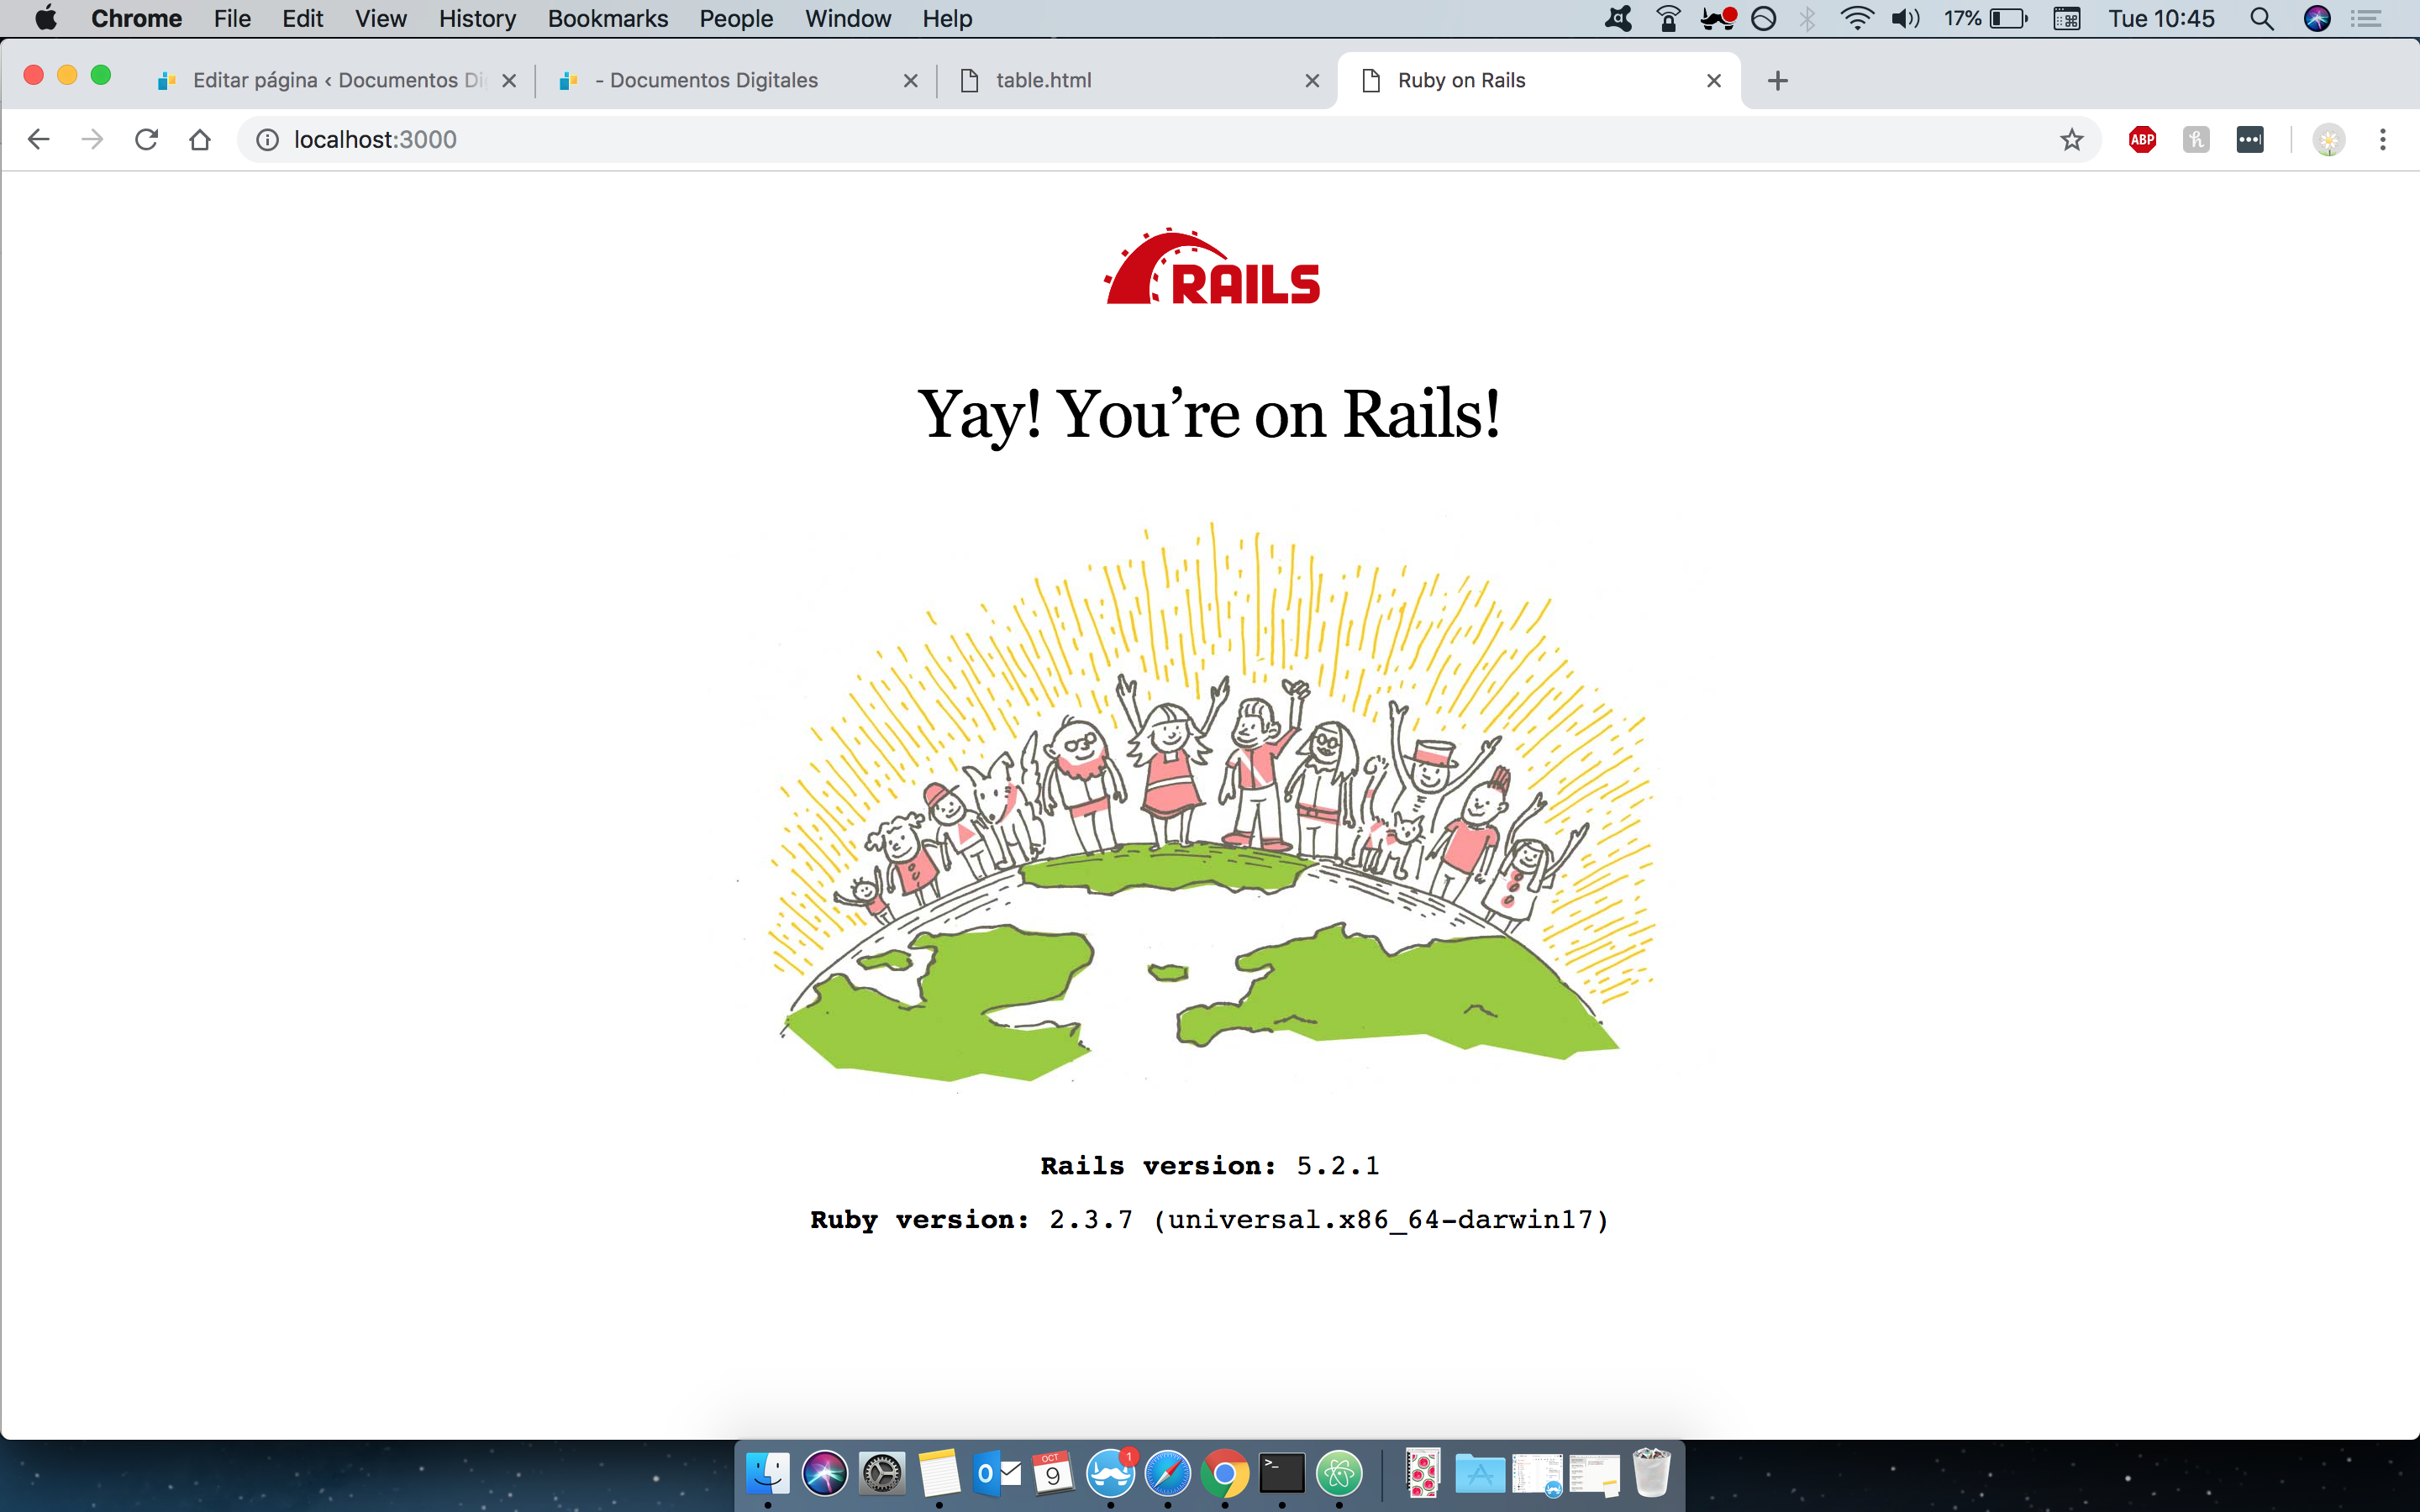 Chrome File Edit View History Bookmarks People Window Help 17% Tue 10:45
Editar página ‹ Documentos Di
- Documentos Digitales
table.html
Ruby on Rails
localhost:3000
ABP
RAILS
Yay! You’re on Rails!
Rails version: 5.2.1
Ruby version: 2.3.7 (universal.x86_64-darwin17)
OCT
9
1